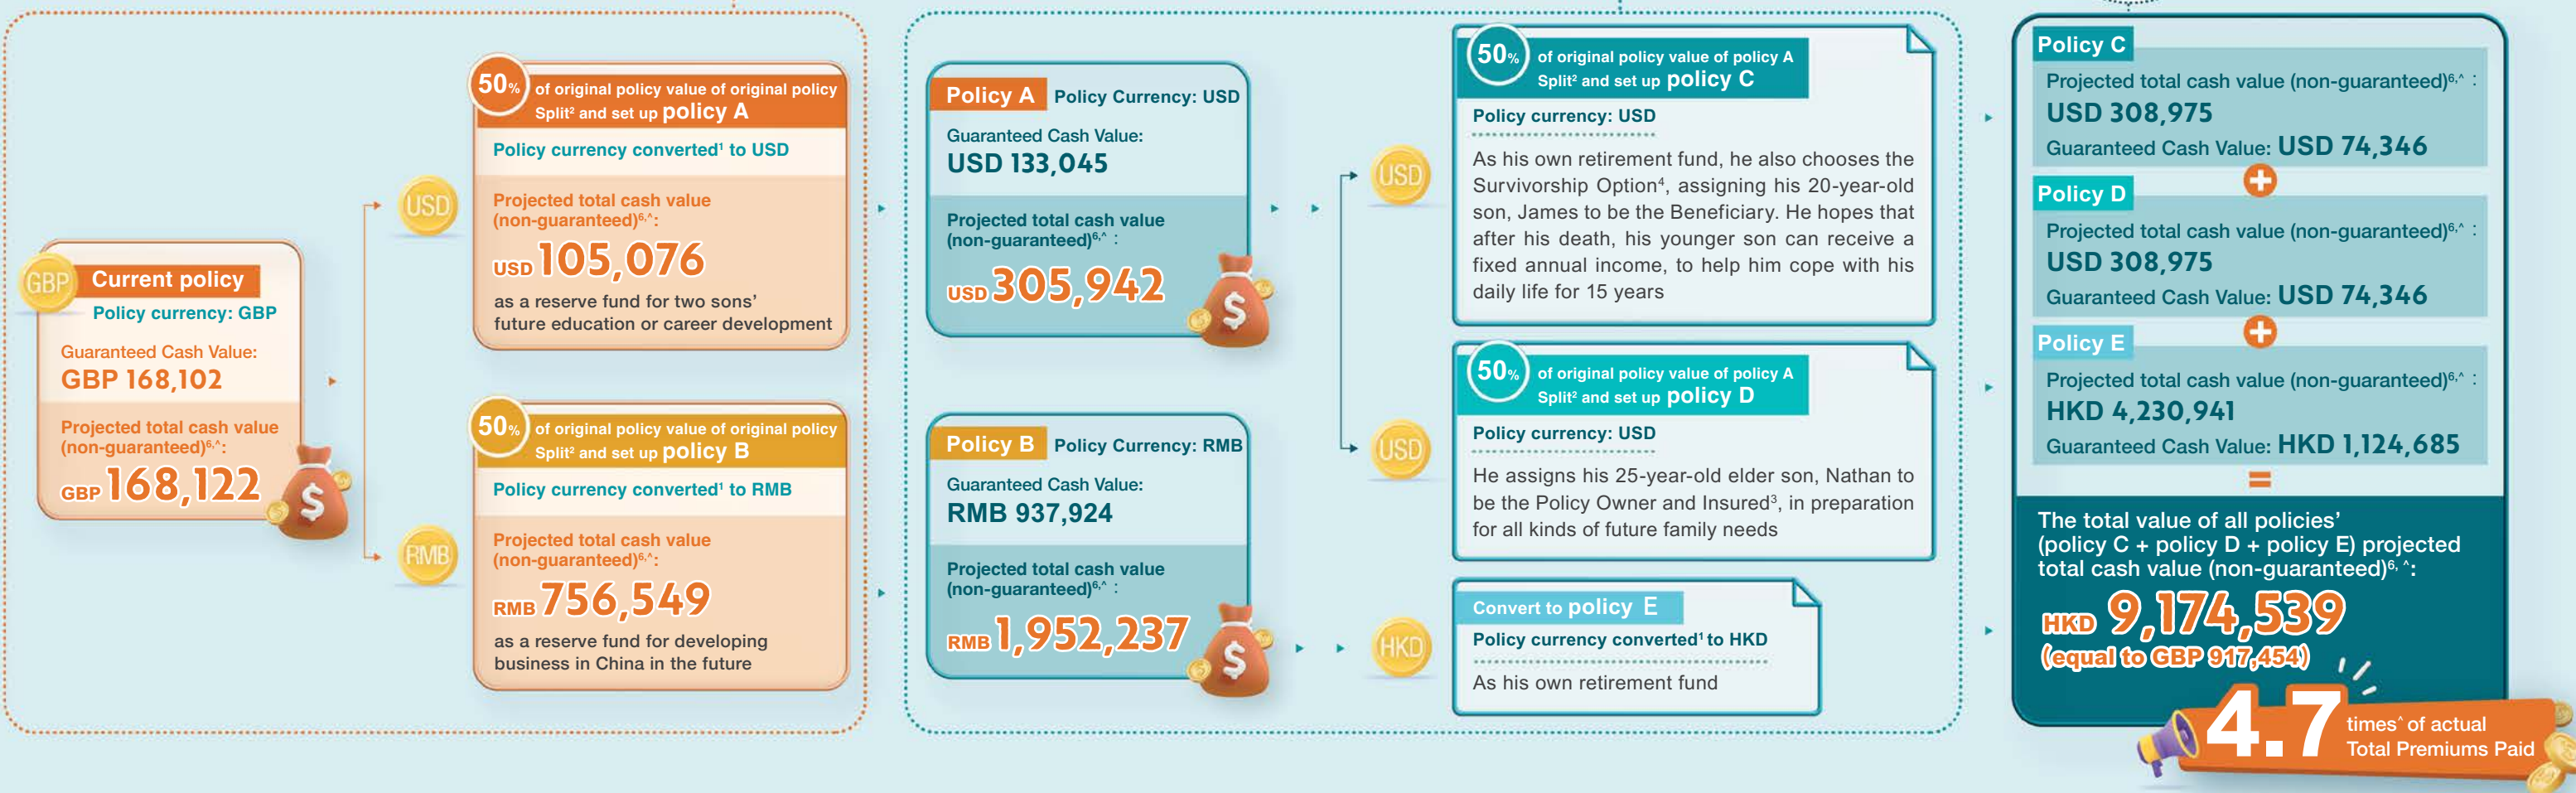 GBP
Current policy
Policy currency: GBP
Guaranteed Cash Value:
GBP 168,102
Projected total cash value
(non-guaranteed)6,^:
GBP 168,122
$
USD
50% of original policy value of original policy
Split² and set up policy A
Policy currency converted¹ to USD
Projected total cash value
(non-guaranteed)6,^:
USD 105,076
as a reserve fund for two sons'
future education or career development
RMB
50% of original policy value of original policy
Split² and set up policy B
Policy currency converted¹ to RMB
Projected total cash value
(non-guaranteed)6,^:
RMB 756,549
as a reserve fund for developing
business in China in the future
Policy A Policy Currency: USD
Guaranteed Cash Value:
USD 133,045
Projected total cash value
(non-guaranteed)6,^ :
USD 305,942
$
Policy B Policy Currency: RMB
Guaranteed Cash Value:
RMB 937,924
Projected total cash value
(non-guaranteed)6,^ :
RMB 1,952,237
$
USD
50% of original policy value of policy A
Split² and set up policy C
Policy currency: USD
As his own retirement fund, he also chooses the
Survivorship Option⁴, assigning his 20-year-old
son, James to be the Beneficiary. He hopes that
after his death, his younger son can receive a
fixed annual income, to help him cope with his
daily life for 15 years
USD
50% of original policy value of policy A
Split² and set up policy D
Policy currency: USD
He assigns his 25-year-old elder son, Nathan to
be the Policy Owner and Insured³, in preparation
for all kinds of future family needs
HKD
Convert to policy E
Policy currency converted¹ to HKD
As his own retirement fund
Policy C
Projected total cash value (non-guaranteed)6,^ :
USD 308,975
Guaranteed Cash Value: USD 74,346
+
Policy D
Projected total cash value (non-guaranteed)6,^ :
USD 308,975
Guaranteed Cash Value: USD 74,346
+
Policy E
Projected total cash value (non-guaranteed)6,^ :
HKD 4,230,941
Guaranteed Cash Value: HKD 1,124,685
=
The total value of all policies'
(policy C + policy D + policy E) projected
total cash value (non-guaranteed)6, ^:
HKD 9,174,539
(equal to GBP 917,454)
4.7 times^ of actual
Total Premiums Paid